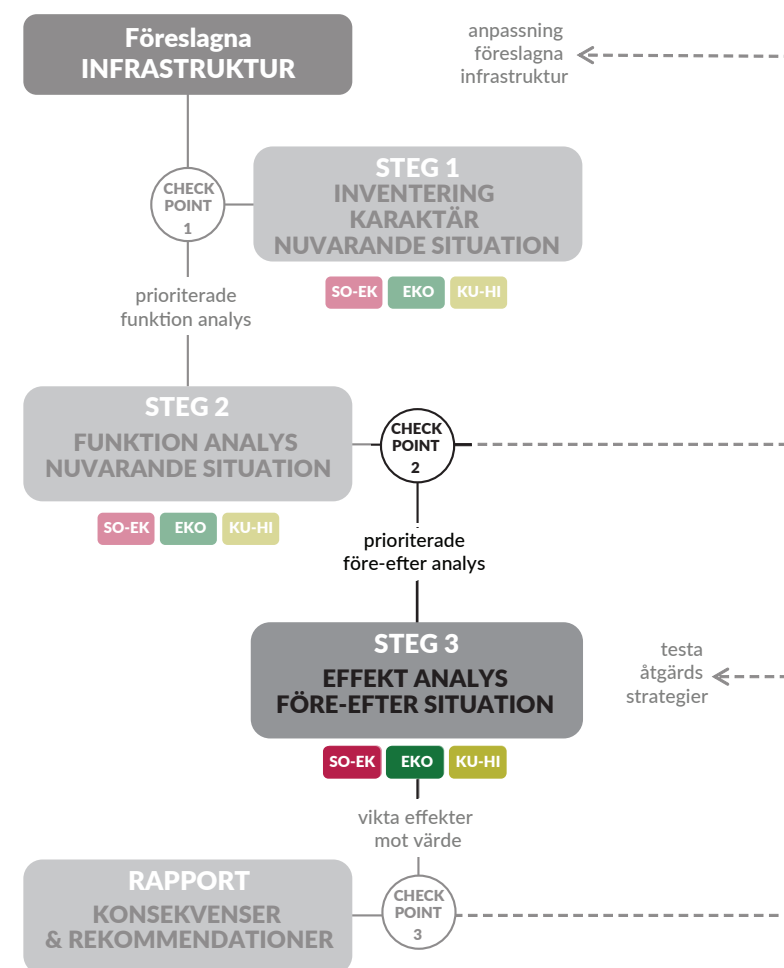 Föreslagna
INFRASTRUKTUR
anpassning
föreslagna
infrastruktur
CHECK
POINT
1
STEG 1
INVENTERING
KARAKTÄR
NUVARANDE SITUATION
SO-EK EKO KU-HI
prioriterade
funktion analys
STEG 2
FUNKTION ANALYS
NUVARANDE SITUATION
SO-EK EKO KU-HI
CHECK
POINT
2
prioriterade
före-efter analys
STEG 3
EFFEKT ANALYS
FÖRE-EFTER SITUATION
SO-EK EKO KU-HI
testa
åtgärds
strategier
vikta effekter
mot värde
RAPPORT
KONSEKVENSER
& REKOMMENDATIONER
CHECK
POINT
3